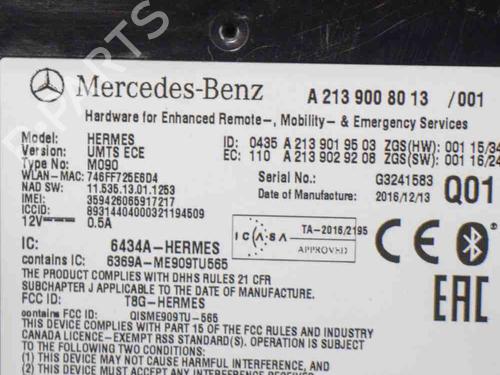 Mercedes-Benz A 213 900 80 13 /001
Hardware for Enhanced Remote-, Mobility- & Emergency Services
Model: HERMES ID: 0435 A 213 901 95 03 ZGS(HW): 001 15/34
Version: UMTS ECE EC: 110 A 213 902 92 08 ZGS(SW): 001 16/24
Type No: M090
WLAN-MAC: 746FF725E6D4 Serial No.: G3241583
NAD SW: 11.535.13.01.1253 Date of Manufacture: 2016/12/13 Q01
IMEI: 359426065917217
ICCID: 89314404000321194509
12V 0.5A
ICASA TA-2016/2195
APPROVED
IC: 6434A-HERMES
contains IC: 6369A-ME909TU565
THE PRODUCT COMPLIES WITH DHHS RULES 21 CFR
SUBCHAPTER J APPLICABLE TO THE DATE OF MANUFACTURE.
FCC ID: T8G-HERMES
contains FCC ID: QISME909TU-565
THIS DEVICE COMPLIES WITH PART 15 OF THE FCC RULES AND INDUSTRY
CANADA LICENCE-EXEMPT RSS STANDARD(S). OPERATION IS SUBJECT
TO THE FOLLOWING TWO CONDITIONS:
(1) THIS DEVICE MAY NOT CAUSE HARMFUL INTERFERENCE, AND
CE
EAC